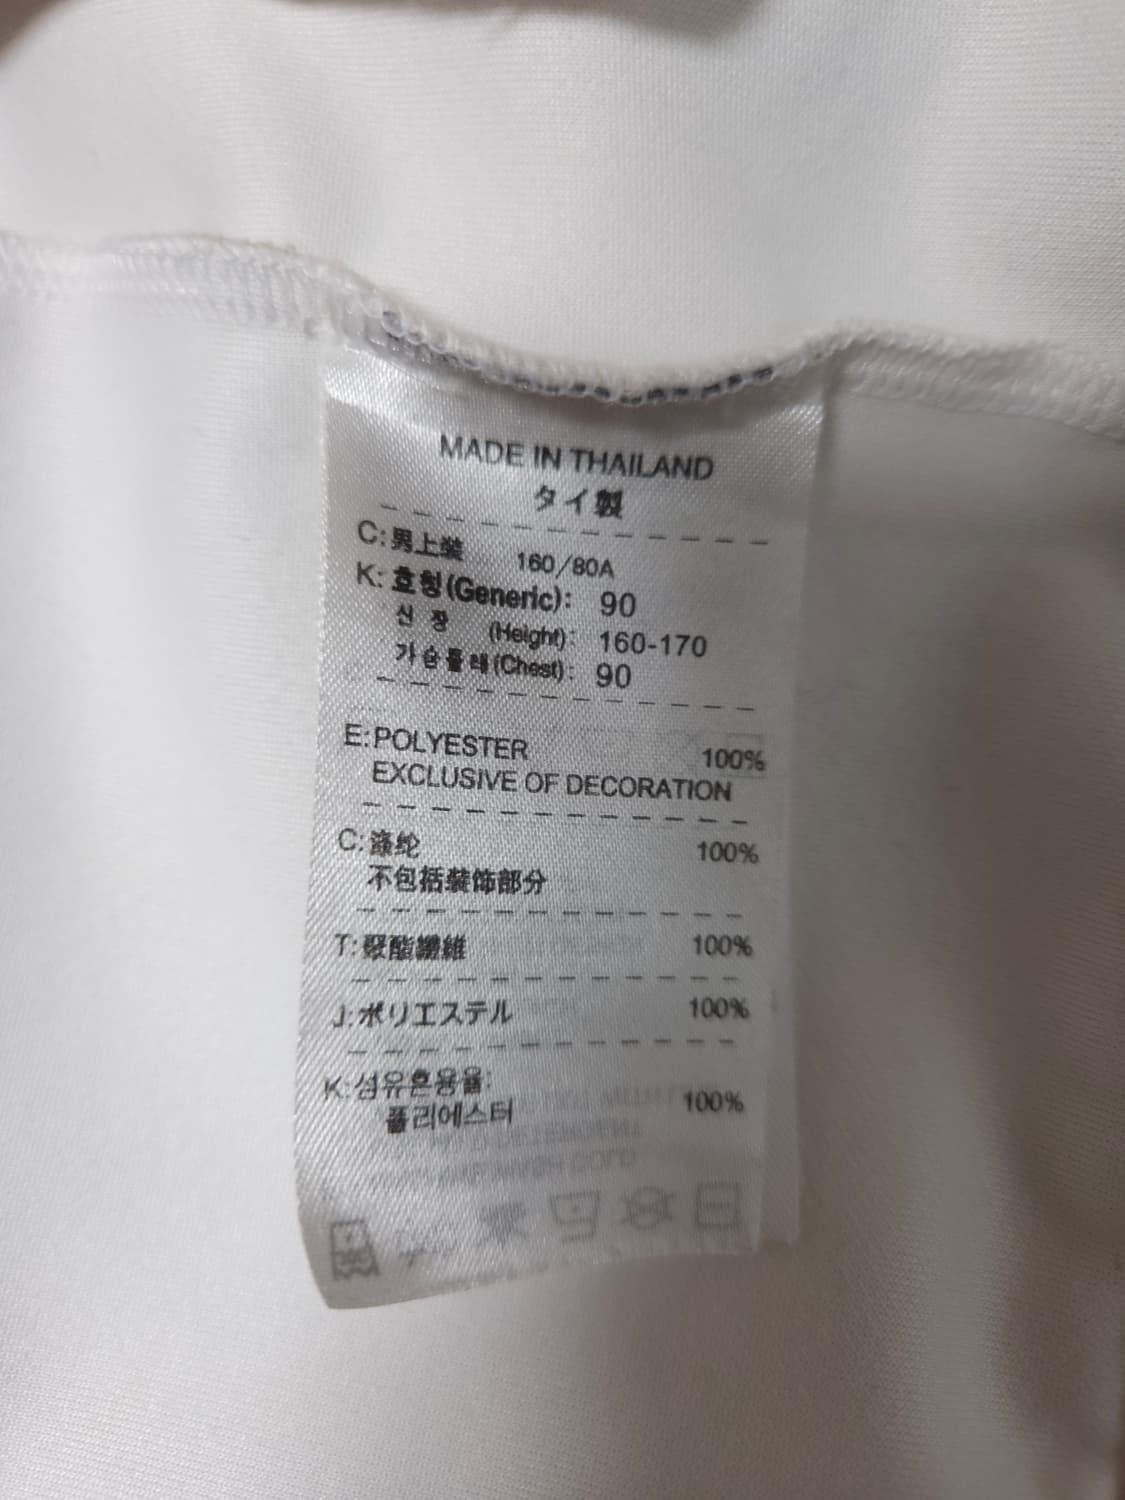 MADE IN THAILAND
タイ製
C:男上装 160/80A
K: 호칭(Generic): 90
신 장 (Height): 160-170
가슴둘레(Chest): 90
E:POLYESTER 100%
EXCLUSIVE OF DECORATION
C:涤纶 100%
不包括装饰部分
T:聚酯纖維 100%
J:ポリエステル 100%
K:섬유혼용율:
폴리에스터 100%